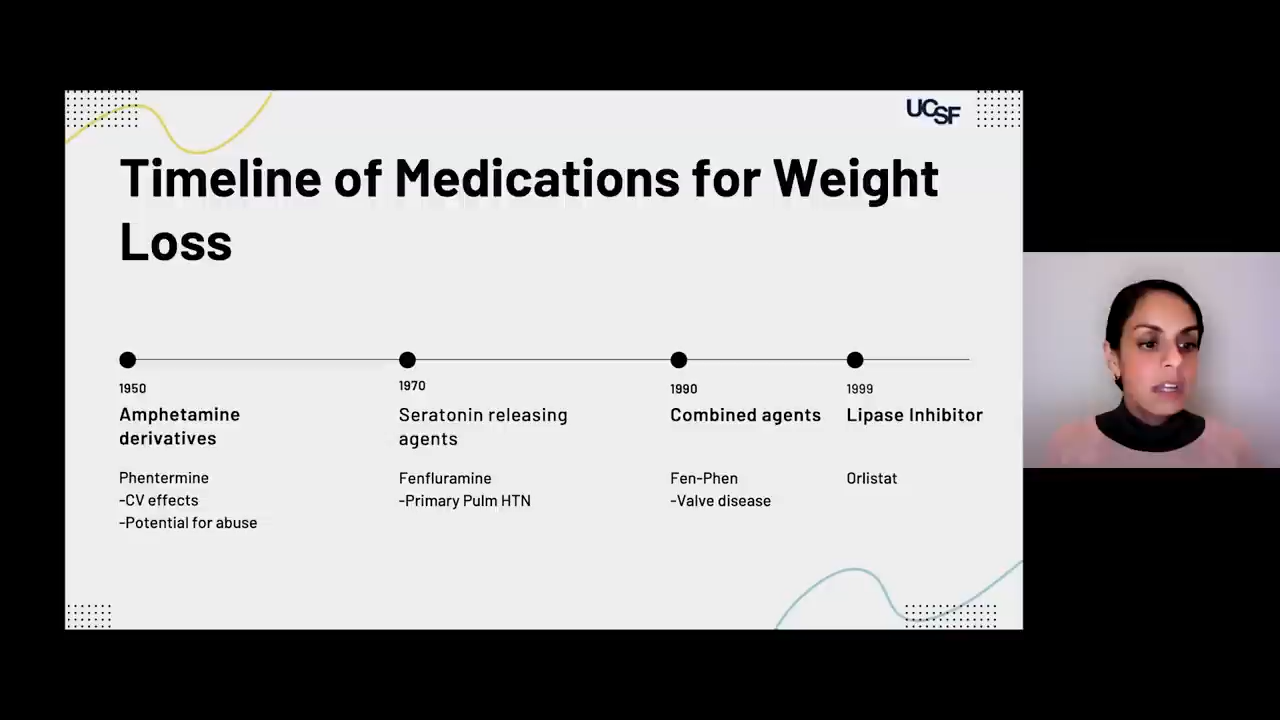 UCSF
Timeline of Medications for Weight
Loss
1950
Amphetamine
derivatives
Phentermine
-CV effects
-Potential for abuse
1970
Seratonin releasing
agents
Fenfluramine
-Primary Pulm HTN
1990
Combined agents
Fen-Phen
-Valve disease
1999
Lipase Inhibitor
Orlistat